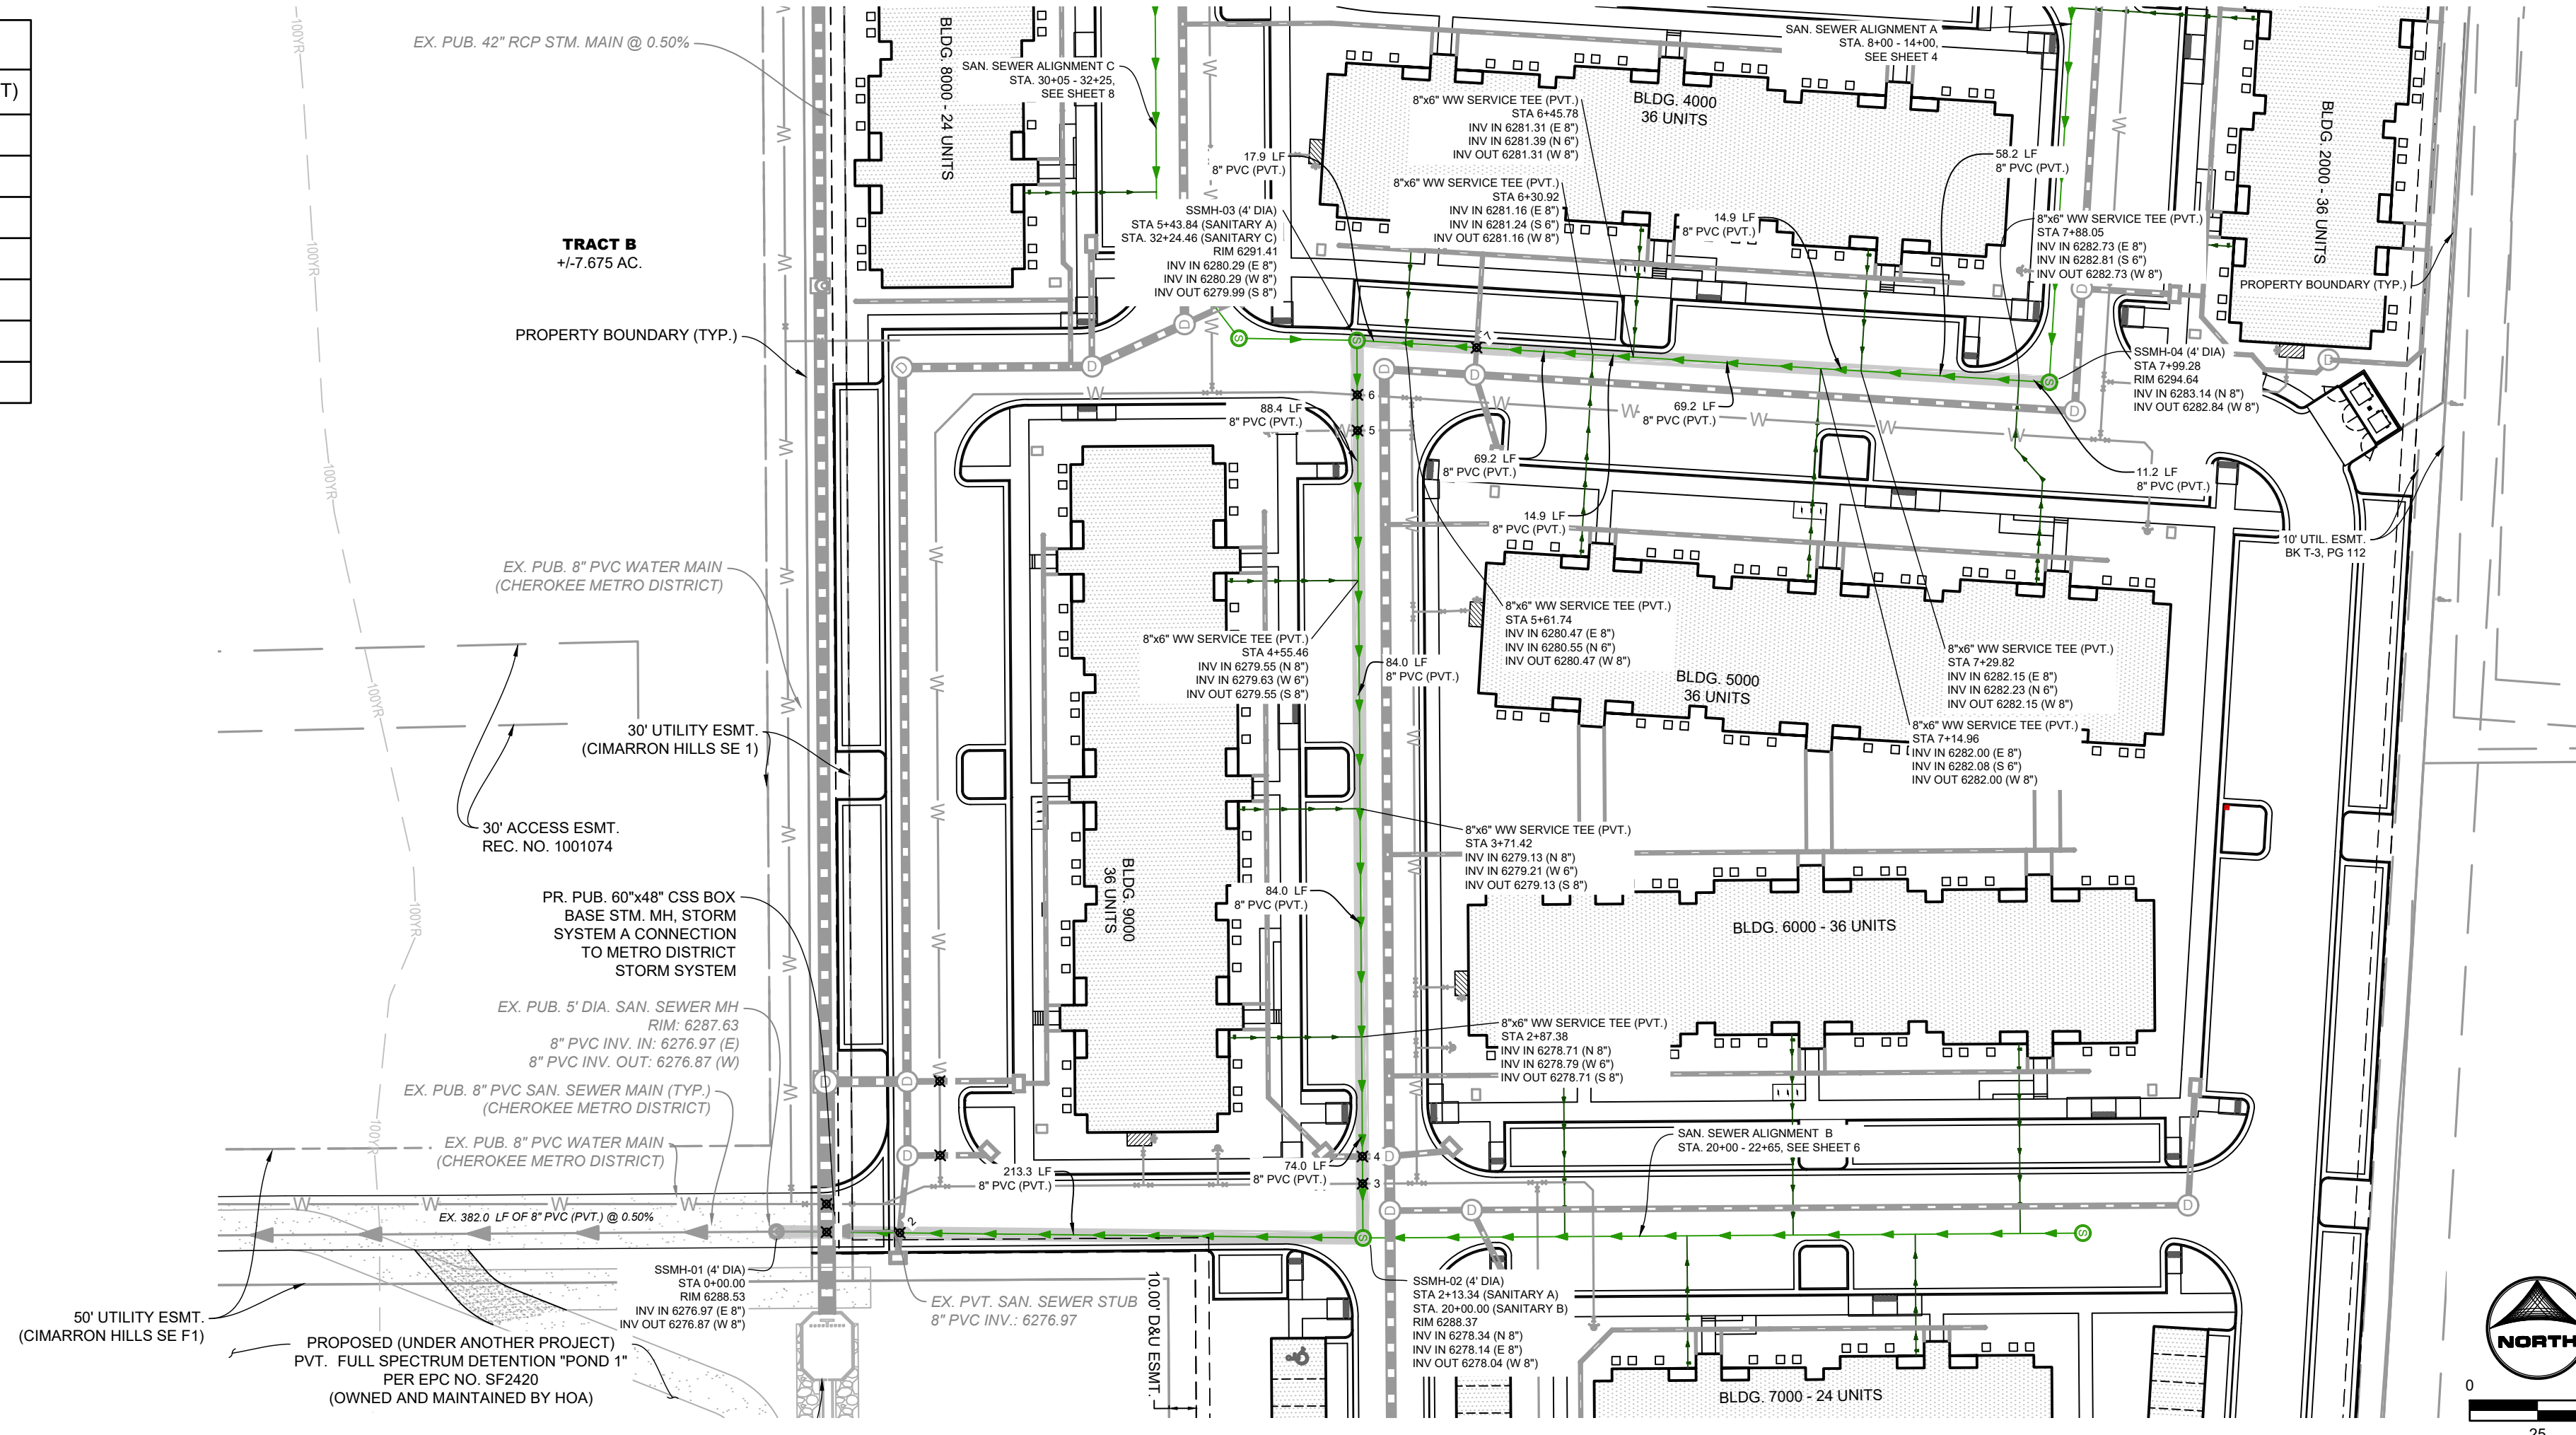 T)
EX. PUB. 42" RCP STM. MAIN @ 0.50%
100YR
BLDG. 8000 - 24 UNITS
SAN. SEWER ALIGNMENT C
STA. 30+05 - 32+25,
SEE SHEET 8
SAN. SEWER ALIGNMENT A
STA. 8+00 - 14+00,
SEE SHEET 4
8"x6" WW SERVICE TEE (PVT.)
STA 6+45.78
INV IN 6281.31 (E 8")
INV IN 6281.39 (N 6")
INV OUT 6281.31 (W 8")
BLDG. 4000
36 UNITS
BLDG. 2000 - 36 UNITS
17.9 LF
8" PVC (PVT.)
58.2 LF
8" PVC (PVT.)
8"x6" WW SERVICE TEE (PVT.)
STA 6+30.92
INV IN 6281.16 (E 8")
INV IN 6281.24 (S 6")
INV OUT 6281.16 (W 8")
14.9 LF
8" PVC (PVT.)
SSMH-03 (4' DIA)
STA 5+43.84 (SANITARY A)
STA. 32+24.46 (SANITARY C)
RIM 6291.41
INV IN 6280.29 (E 8")
INV IN 6280.29 (W 8")
INV OUT 6279.99 (S 8")
8"x6" WW SERVICE TEE (PVT.)
STA 7+88.05
INV IN 6282.73 (E 8")
INV IN 6282.81 (S 6")
INV OUT 6282.73 (W 8")
TRACT B
+/-7.675 AC.
PROPERTY BOUNDARY (TYP.)
100YR
PROPERTY BOUNDARY (TYP.)
7
SSMH-04 (4' DIA)
STA 7+99.28
RIM 6294.64
INV IN 6283.14 (N 8")
INV OUT 6282.84 (W 8")
6
5
88.4 LF
8" PVC (PVT.)
69.2 LF
8" PVC (PVT.)
69.2 LF
8" PVC (PVT.)
11.2 LF
8" PVC (PVT.)
100YR
14.9 LF
8" PVC (PVT.)
10' UTIL. ESMT.
BK T-3, PG 112
EX. PUB. 8" PVC WATER MAIN
(CHEROKEE METRO DISTRICT)
8"x6" WW SERVICE TEE (PVT.)
STA 5+61.74
INV IN 6280.47 (E 8")
INV IN 6280.55 (N 6")
INV OUT 6280.47 (W 8")
8"x6" WW SERVICE TEE (PVT.)
STA 4+55.46
INV IN 6279.55 (N 8")
INV IN 6279.63 (W 6")
INV OUT 6279.55 (S 8")
84.0 LF
8" PVC (PVT.)
BLDG. 5000
36 UNITS
8"x6" WW SERVICE TEE (PVT.)
STA 7+29.82
INV IN 6282.15 (E 8")
INV IN 6282.23 (N 6")
INV OUT 6282.15 (W 8")
100YR
30' UTILITY ESMT.
(CIMARRON HILLS SE 1)
8"x6" WW SERVICE TEE (PVT.)
STA 7+14.96
INV IN 6282.00 (E 8")
INV IN 6282.08 (S 6")
INV OUT 6282.00 (W 8")
30' ACCESS ESMT.
REC. NO. 1001074
8"x6" WW SERVICE TEE (PVT.)
STA 3+71.42
INV IN 6279.13 (N 8")
INV IN 6279.21 (W 6")
INV OUT 6279.13 (S 8")
BLDG. 9000
36 UNITS
84.0 LF
8" PVC (PVT.)
100YR
PR. PUB. 60"x48" CSS BOX
BASE STM. MH, STORM
SYSTEM A CONNECTION
TO METRO DISTRICT
STORM SYSTEM
BLDG. 6000 - 36 UNITS
EX. PUB. 5' DIA. SAN. SEWER MH
RIM: 6287.63
8" PVC INV. IN: 6276.97 (E)
8" PVC INV. OUT: 6276.87 (W)
8"x6" WW SERVICE TEE (PVT.)
STA 2+87.38
INV IN 6278.71 (N 8")
INV IN 6278.79 (W 6")
INV OUT 6278.71 (S 8")
EX. PUB. 8" PVC SAN. SEWER MAIN (TYP.)
(CHEROKEE METRO DISTRICT)
100YR
EX. PUB. 8" PVC WATER MAIN
(CHEROKEE METRO DISTRICT)
SAN. SEWER ALIGNMENT B
STA. 20+00 - 22+65, SEE SHEET 6
4
3
213.3 LF
8" PVC (PVT.)
74.0 LF
8" PVC (PVT.)
2
EX. 382.0 LF OF 8" PVC (PVT.) @ 0.50%
SSMH-01 (4' DIA)
STA 0+00.00
RIM 6288.53
INV IN 6276.97 (E 8")
INV OUT 6276.87 (W 8")
EX. PVT. SAN. SEWER STUB
8" PVC INV.: 6276.97
10.00' D&U ESMT.
SSMH-02 (4' DIA)
STA 2+13.34 (SANITARY A)
STA. 20+00.00 (SANITARY B)
RIM 6288.37
INV IN 6278.34 (N 8")
INV IN 6278.14 (E 8")
INV OUT 6278.04 (W 8")
50' UTILITY ESMT.
(CIMARRON HILLS SE F1)
PROPOSED (UNDER ANOTHER PROJECT)
PVT. FULL SPECTRUM DETENTION "POND 1"
PER EPC NO. SF2420
(OWNED AND MAINTAINED BY HOA)
BLDG. 7000 - 24 UNITS
NORTH
0
25